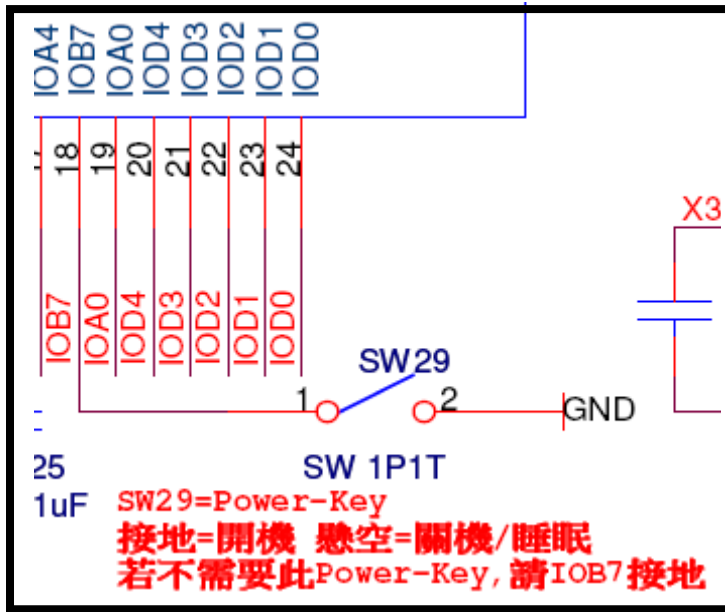 IOA4
IOB7
IOA0
IOD4
IOD3
IOD2
IOD1
IOD0
18
19
20
21
22
23
24
X3
IOB7
IOA0
IOD4
IOD3
IOD2
IOD1
IOD0
SW29
1
2
GND
25
SW 1P1T
1uF
SW29=Power-Key
接地=開機 懸空=關機/睡眠
若不需要此Power-Key,請IOB7接地